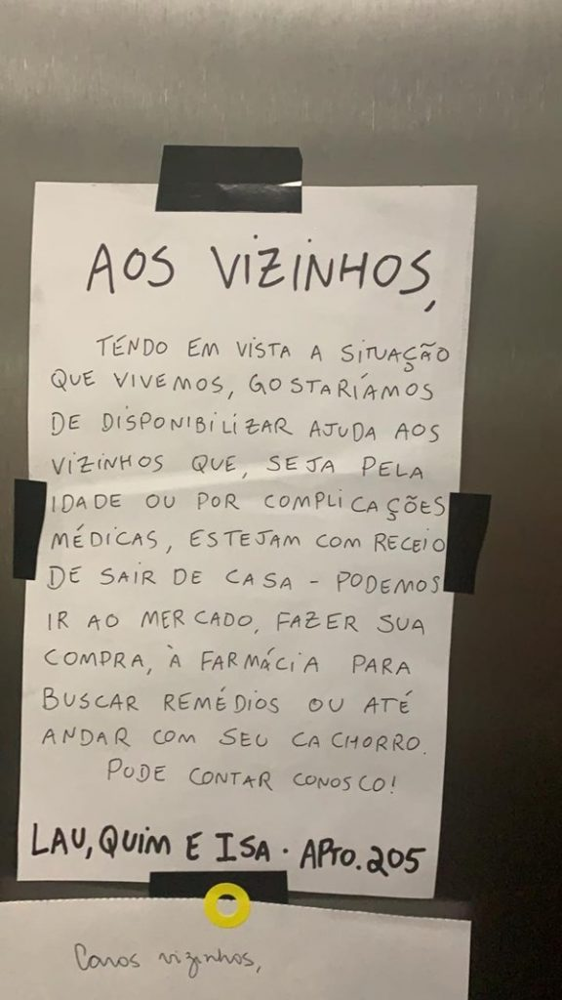 AOS VIZINHOS,
TENDO EM VISTA A SITUAÇÃO
QUE VIVEMOS, GOSTARÍAMOS
DE DISPONIBILIZAR AJUDA AOS
VIZINHOS QUE, SEJA PELA
IDADE OU POR COMPLICAÇÕES
MÉDICAS, ESTEJAM COM RECEIO
DE SAIR DE CASA - PODEMOS
IR AO MERCADO, FAZER SUA
COMPRA, À FARMÁCIA PARA
BUSCAR REMÉDIOS OU ATÉ
ANDAR COM SEU CACHORRO.
PODE CONTAR CONOSCO!
LAU, QUIM E ISA · APTO. 205
Caros vizinhos,